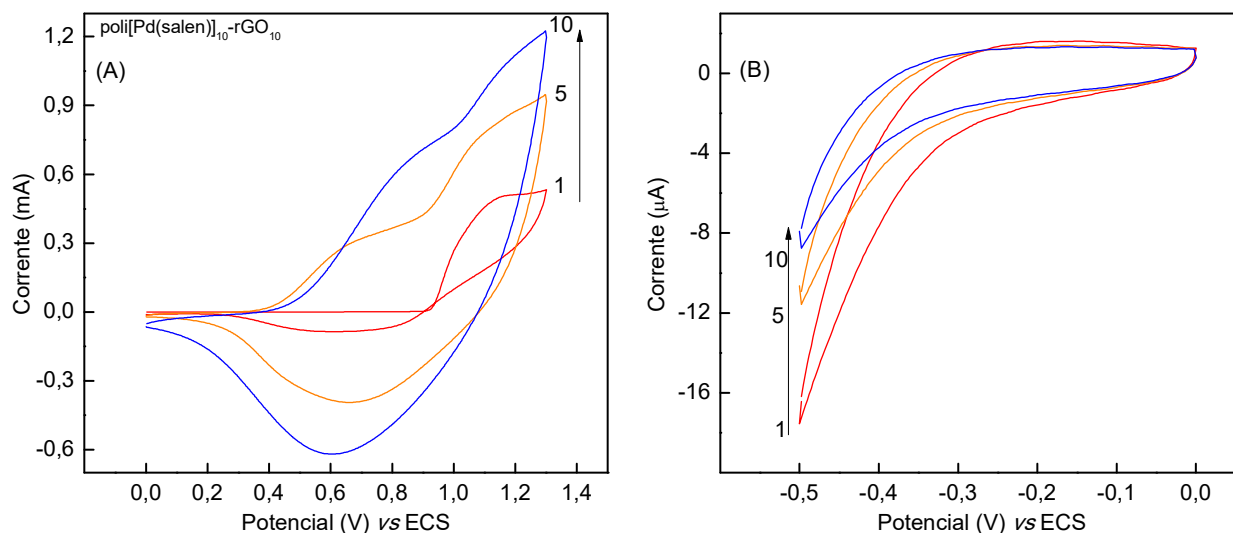 poli[Pd(salen)]₁₀-rGO₁₀
(A)
10
5
1
1,2
0,9
0,6
0,3
0,0
-0,3
-0,6
Corrente (mA)
0,0 0,2 0,4 0,6 0,8 1,0 1,2 1,4
Potencial (V) vs ECS
(B)
10
5
1
0
-4
-8
-12
-16
Corrente (μA)
-0,5 -0,4 -0,3 -0,2 -0,1 0,0
Potencial (V) vs ECS